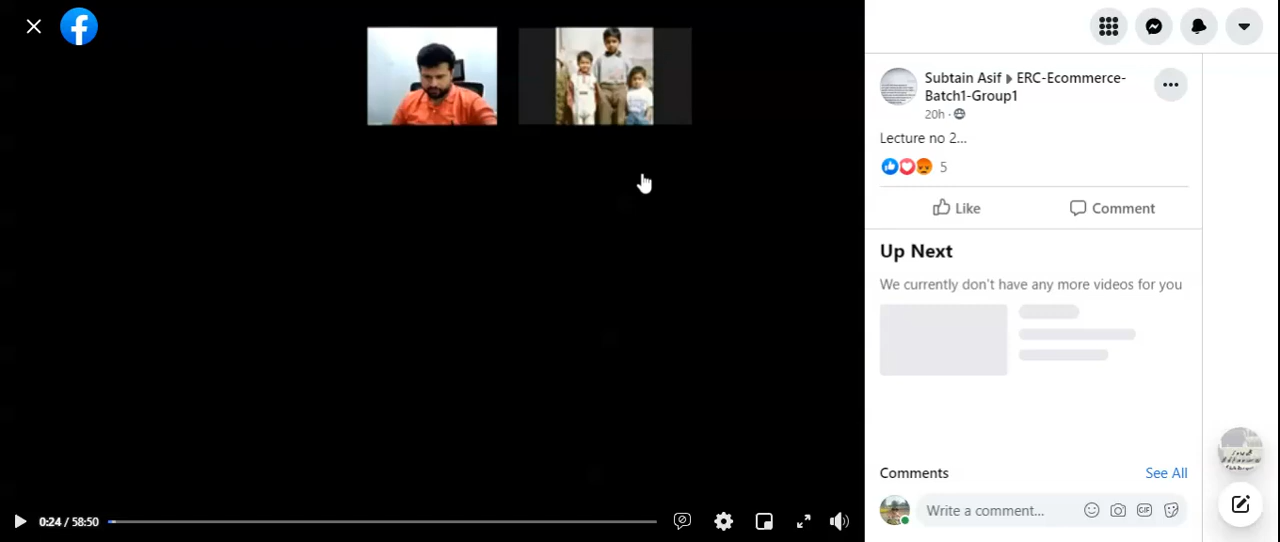 Subtain Asif ERC-Ecommerce-
Batch1-Group1
20h ·
Lecture no 2...
5
Like
Comment
Up Next
We currently don't have any more videos for you
Comments
See All
Write a comment...
GIF
0:24 / 58:50